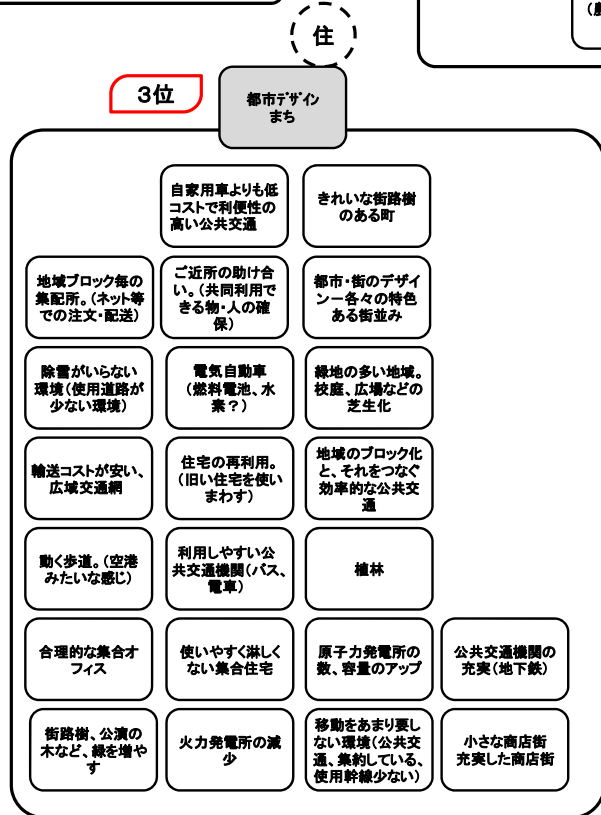 (農
住
3位
都市デザイン
まち
自家用車よりも低
コストで利便性の
高い公共交通
きれいな街路樹
のある町
地域ブロック毎の
集配所。(ネット等
での注文・配送)
ご近所の助け合
い。(共同利用で
きる物・人の確
保)
都市・街のデザイ
ンー各々の特色
ある街並み
除雪がいらない
環境(使用道路が
少ない環境)
電気自動車
(燃料電池、水
素?)
緑地の多い地域。
校庭、広場などの
芝生化
輸送コストが安い、
広域交通網
住宅の再利用。
(旧い住宅を使い
まわす)
地域のブロック化
と、それをつなぐ
効率的な公共交
通
動く歩道。(空港
みたいな感じ)
利用しやすい公
共交通機関(バス、
電車)
植林
合理的な集合オ
フィス
使いやすく淋しく
ない集合住宅
原子力発電所の
数、容量のアップ
公共交通機関の
充実(地下鉄)
街路樹、公演の
木など、緑を増や
す
火力発電所の減
少
移動をあまり要し
ない環境(公共交
通、集約している、
使用幹線少ない)
小さな商店街
充実した商店街